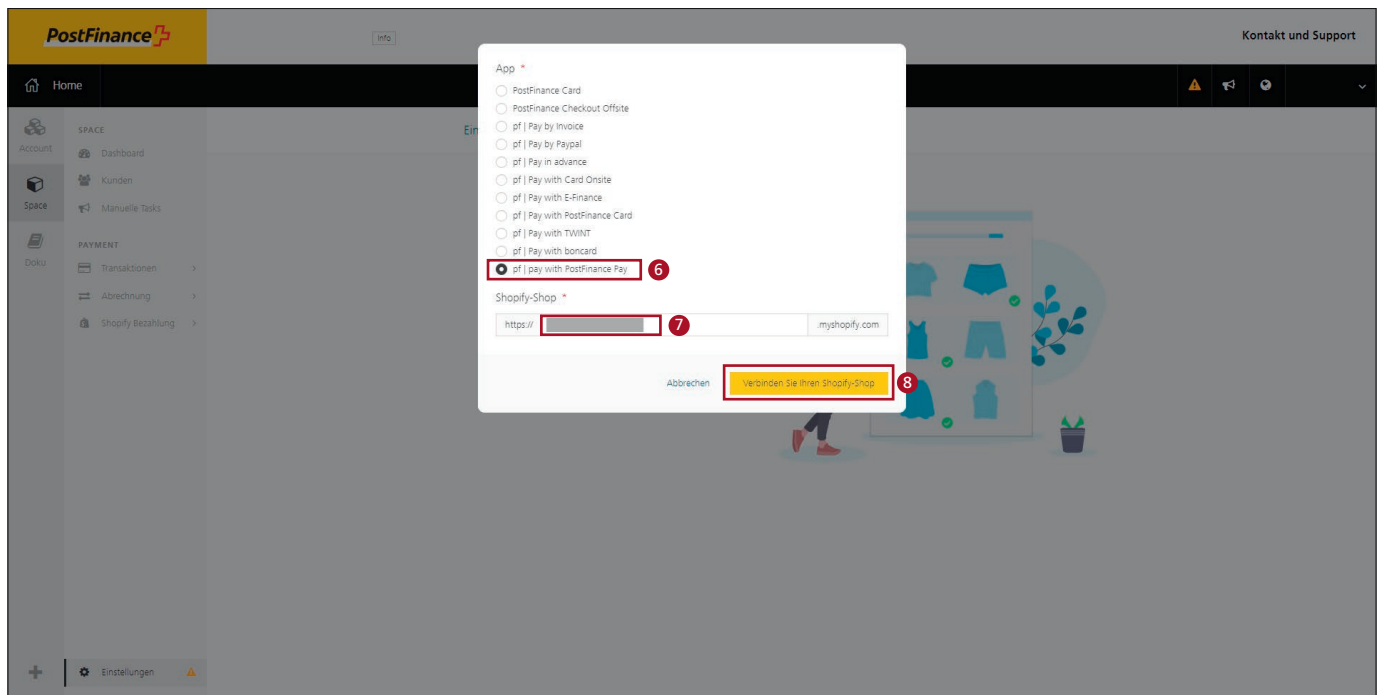 PostFinance
Info
Kontakt und Support
Home
Account
Space
Doku
SPACE
Dashboard
Kunden
Manuelle Tasks
PAYMENT
Transaktionen
Abrechnung
Shopify Bezahlung
Einstellungen
Ein
App *
PostFinance Card
PostFinance Checkout Offsite
pf | Pay by Invoice
pf | Pay by Paypal
pf | Pay in advance
pf | Pay with Card Onsite
pf | Pay with E-Finance
pf | Pay with PostFinance Card
pf | Pay with TWINT
pf | Pay with boncard
pf | pay with PostFinance Pay 6
Shopify-Shop *
https:// 7 .myshopify.com
Abbrechen Verbinden Sie Ihren Shopify-Shop 8